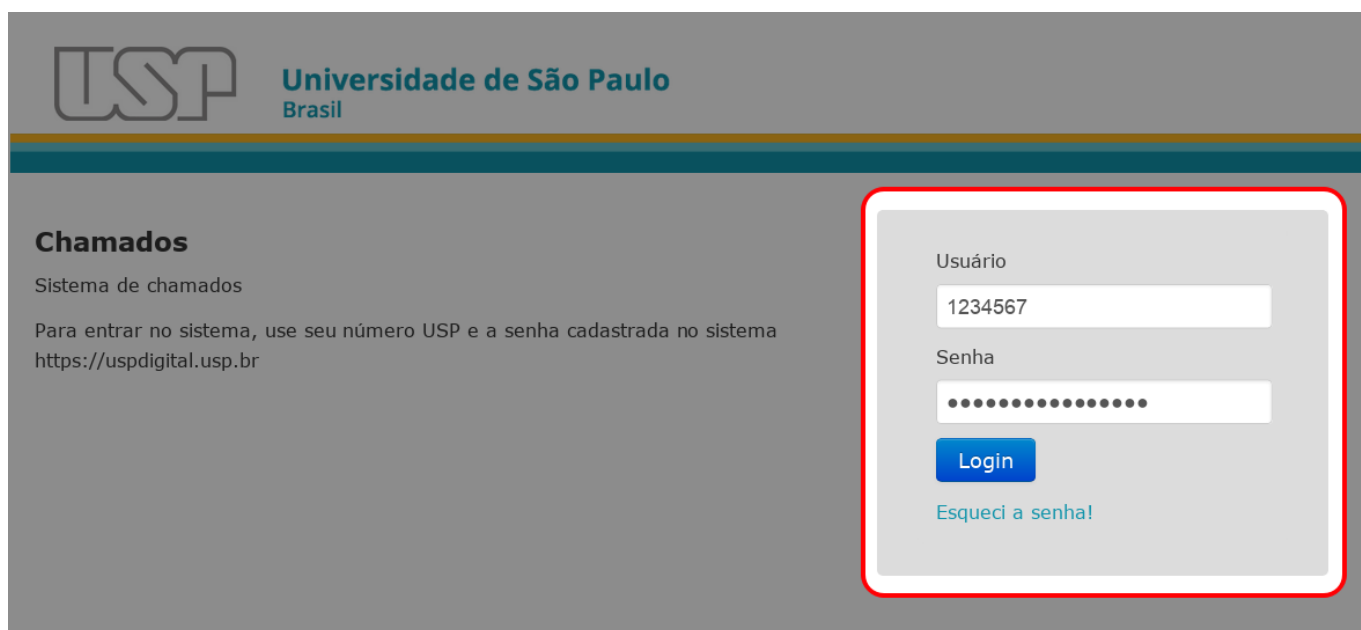 USP
Universidade de São Paulo
Brasil
Chamados
Sistema de chamados
Para entrar no sistema, use seu número USP e a senha cadastrada no sistema
https://uspdigital.usp.br
Usuário
1234567
Senha
••••••••••••••••
Login
Esqueci a senha!